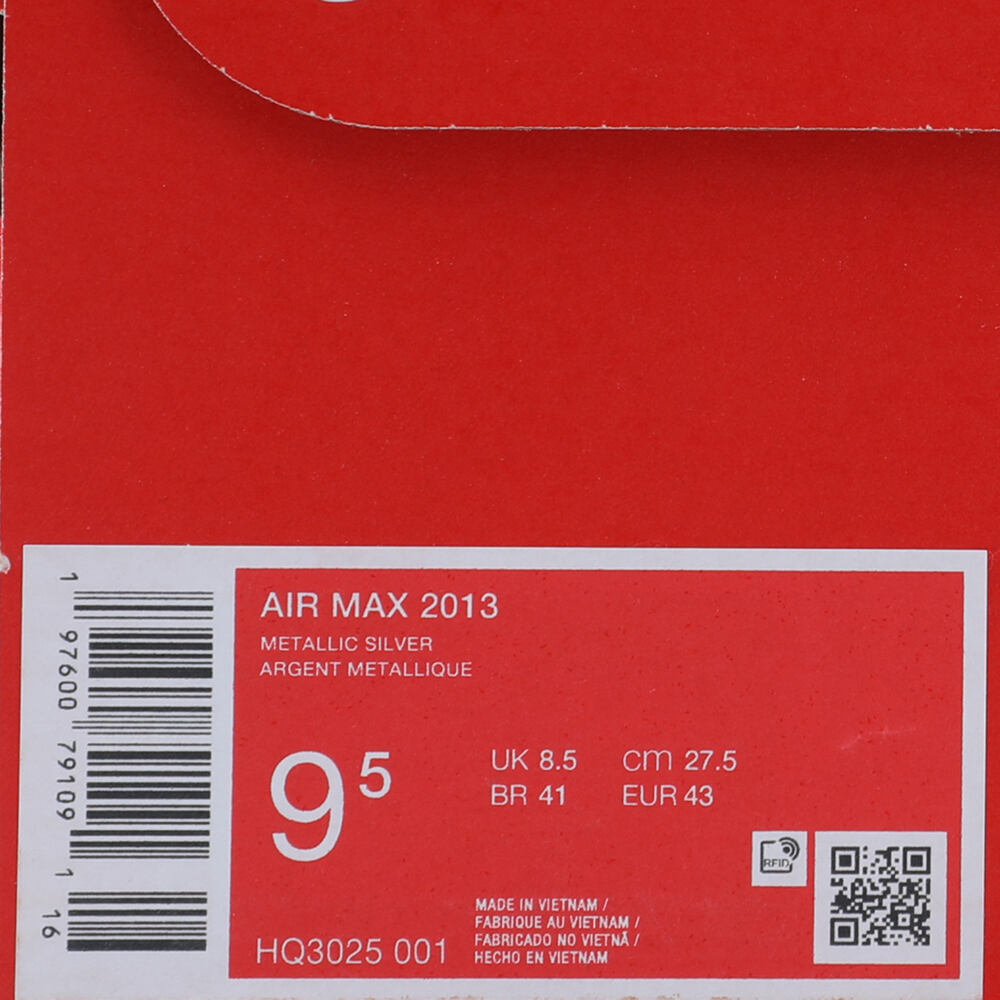 AIR MAX 2013
METALLIC SILVER
ARGENT METALLIQUE
9 5
UK 8.5 cm 27.5
BR 41 EUR 43
RFID
MADE IN VIETNAM /
FABRIQUE AU VIETNAM /
FABRICADO NO VIETNÃ /
HECHO EN VIETNAM
HQ3025 001
1 97600 79109 1 16